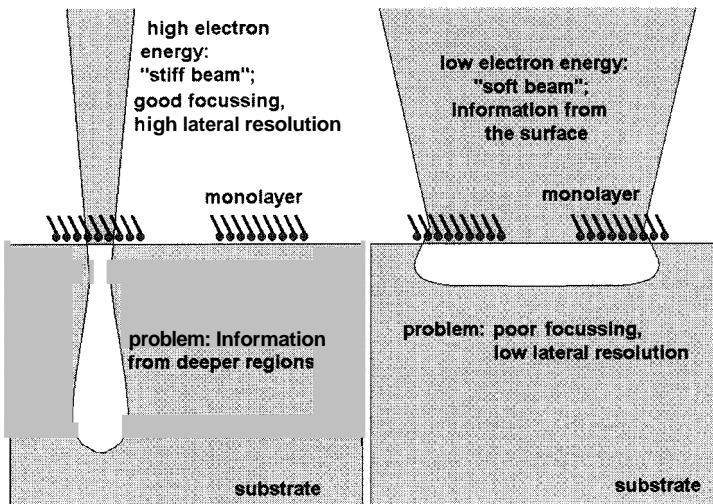 high electron
energy:
"stiff beam";
good focussing,
high lateral resolution
monolayer
problem: Information
from deeper regions
substrate
low electron energy:
"soft beam";
Information from
the surface
monolayer
problem: poor focussing,
low lateral resolution
substrate